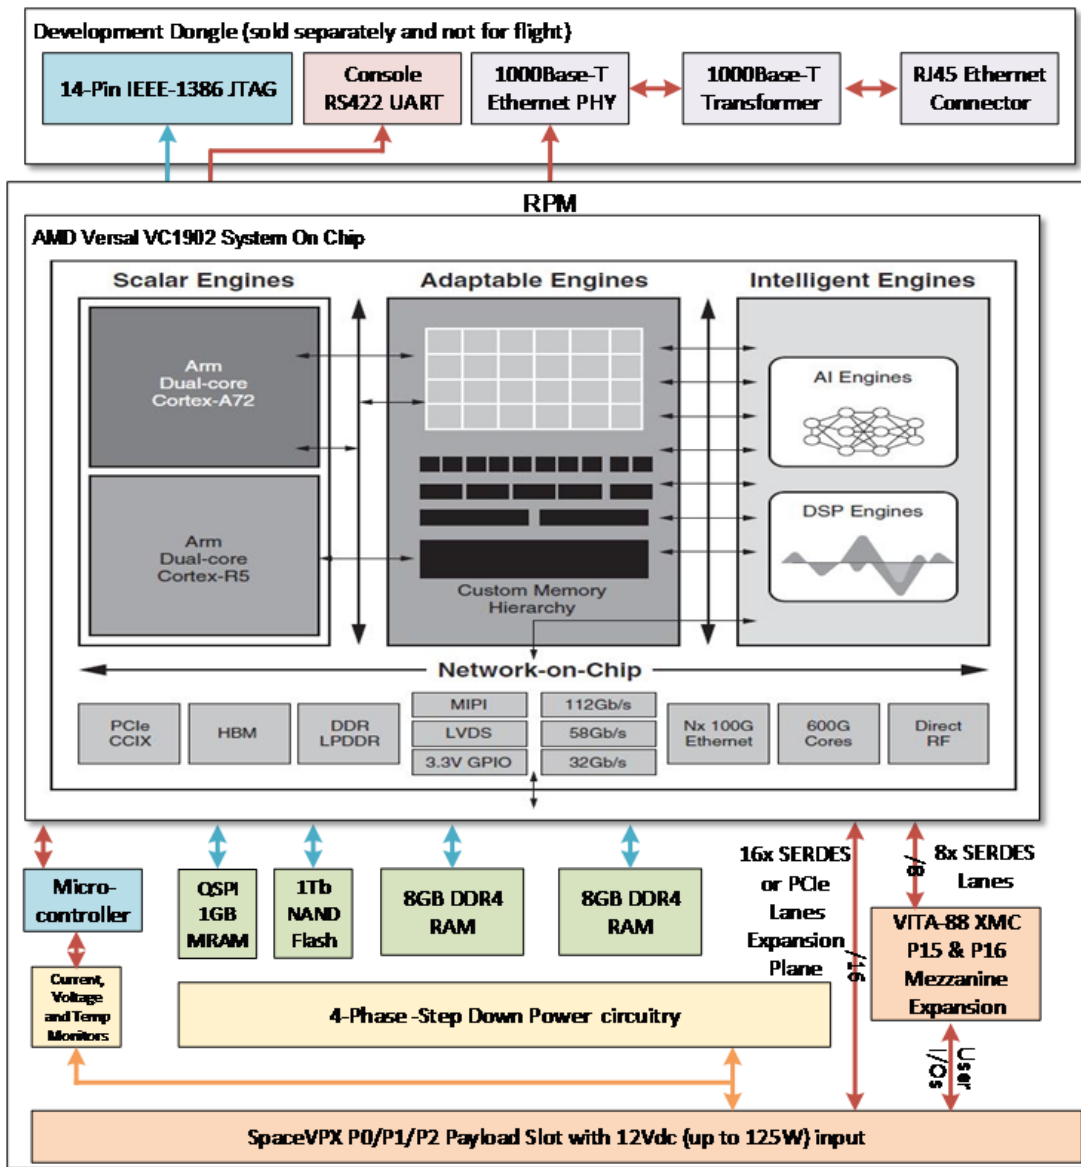 Development Dongle (sold separately and not for flight)
14-Pin IEEE-1386 JTAG
Console
RS422 UART
1000Base-T
Ethernet PHY
1000Base-T
Transformer
RJ45 Ethernet
Connector
RPM
AMD Versal VC1902 System On Chip
Scalar Engines
Adaptable Engines
Intelligent Engines
Arm
Dual-core
Cortex-A72
Arm
Dual-core
Cortex-R5
Custom Memory
Hierarchy
AI Engines
DSP Engines
Network-on-Chip
PCIe
CCIX
HBM
DDR
LPDDR
MIPI
LVDS
3.3V GPIO
112Gb/s
58Gb/s
32Gb/s
Nx 100G
Ethernet
600G
Cores
Direct
RF
Micro-
controller
QSPI
1GB
MRAM
1Tb
NAND
Flash
8GB DDR4
RAM
8GB DDR4
RAM
16x SERDES
or PCIe
Lanes
Expansion
Plane
/16
/8
8x SERDES
Lanes
VITA-88 XMC
P15 & P16
Mezzanine
Expansion
Current,
Voltage
and Temp
Monitors
4-Phase -Step Down Power circuitry
User
I/Os
SpaceVPX P0/P1/P2 Payload Slot with 12Vdc (up to 125W) input